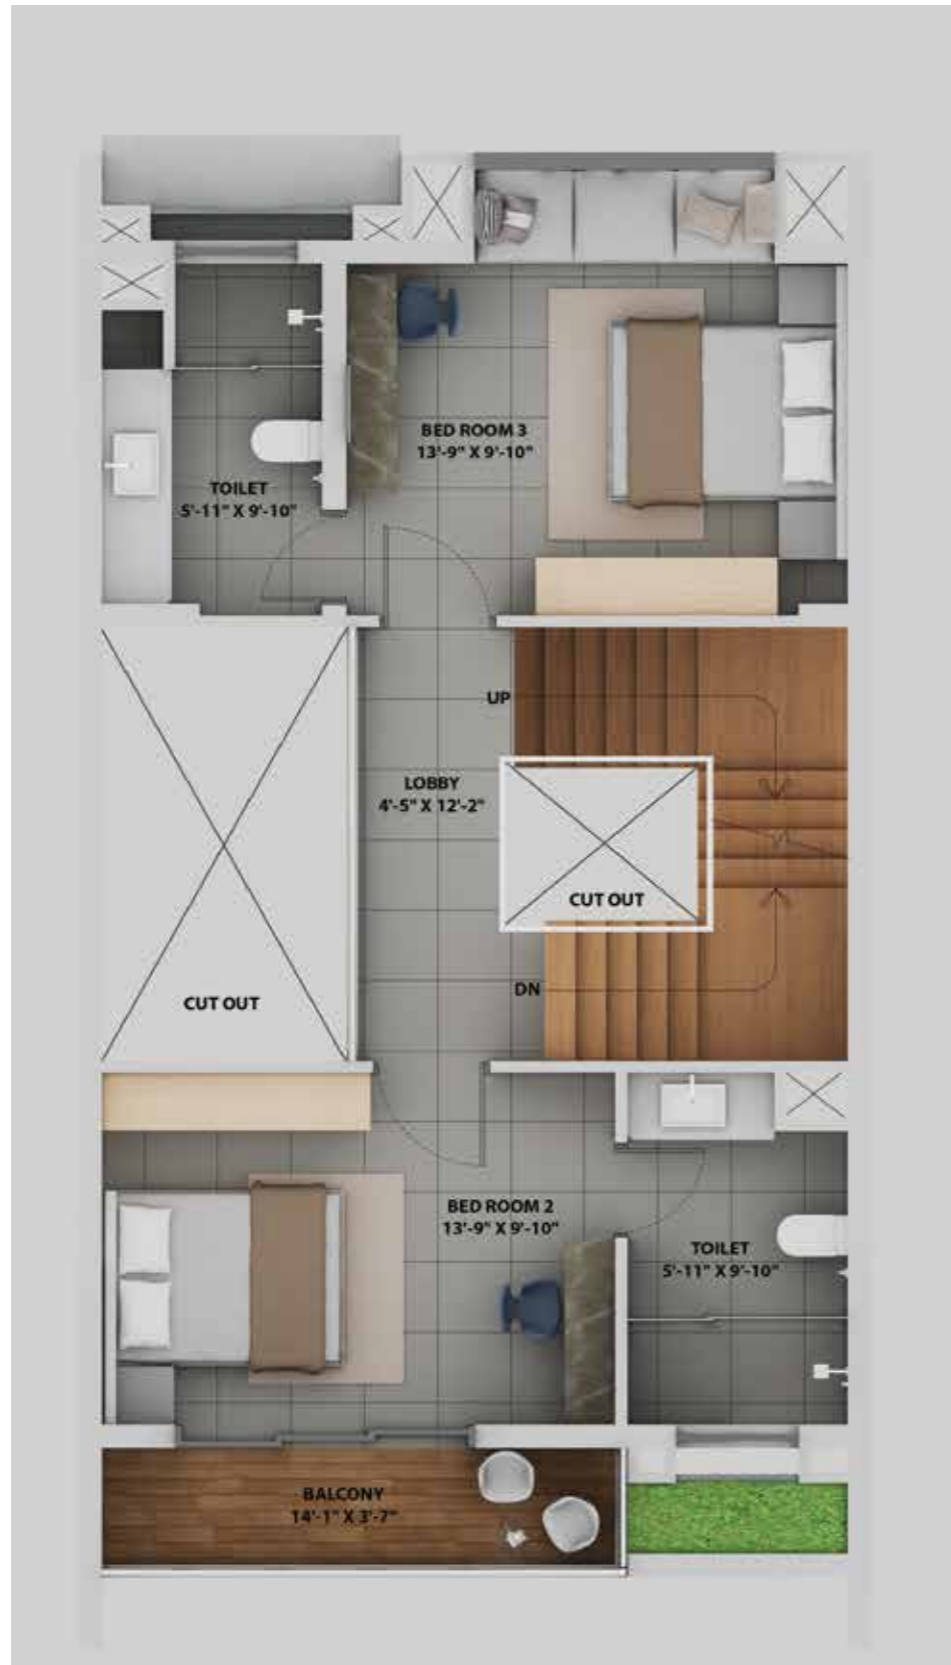 BED ROOM 3
13'-9" X 9'-10"
TOILET
5'-11" X 9'-10"
UP
LOBBY
4'-5" X 12'-2"
CUT OUT
DN
CUT OUT
BED ROOM 2
13'-9" X 9'-10"
TOILET
5'-11" X 9'-10"
BALCONY
14'-1" X 3'-7"